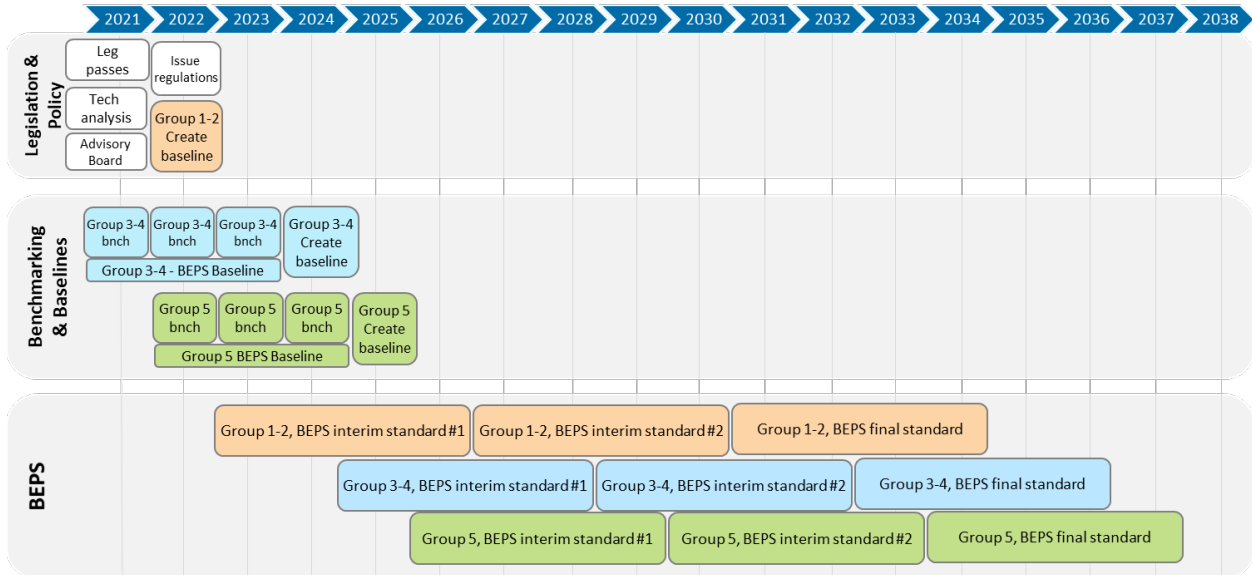 2021 2022 2023 2024 2025 2026 2027 2028 2029 2030 2031 2032 2033 2034 2035 2036 2037 2038
Legislation &
Policy
Leg
passes
Tech
analysis
Advisory
Board
Issue
regulations
Group 1-2
Create
baseline
Benchmarking
& Baselines
Group 3-4
bnch
Group 3-4
bnch
Group 3-4
bnch
Group 3-4
Create
baseline
Group 3-4 - BEPS Baseline
Group 5
bnch
Group 5
bnch
Group 5
bnch
Group 5
Create
baseline
Group 5 BEPS Baseline
BEPS
Group 1-2, BEPS interim standard #1
Group 1-2, BEPS interim standard #2
Group 1-2, BEPS final standard
Group 3-4, BEPS interim standard #1
Group 3-4, BEPS interim standard #2
Group 3-4, BEPS final standard
Group 5, BEPS interim standard #1
Group 5, BEPS interim standard #2
Group 5, BEPS final standard